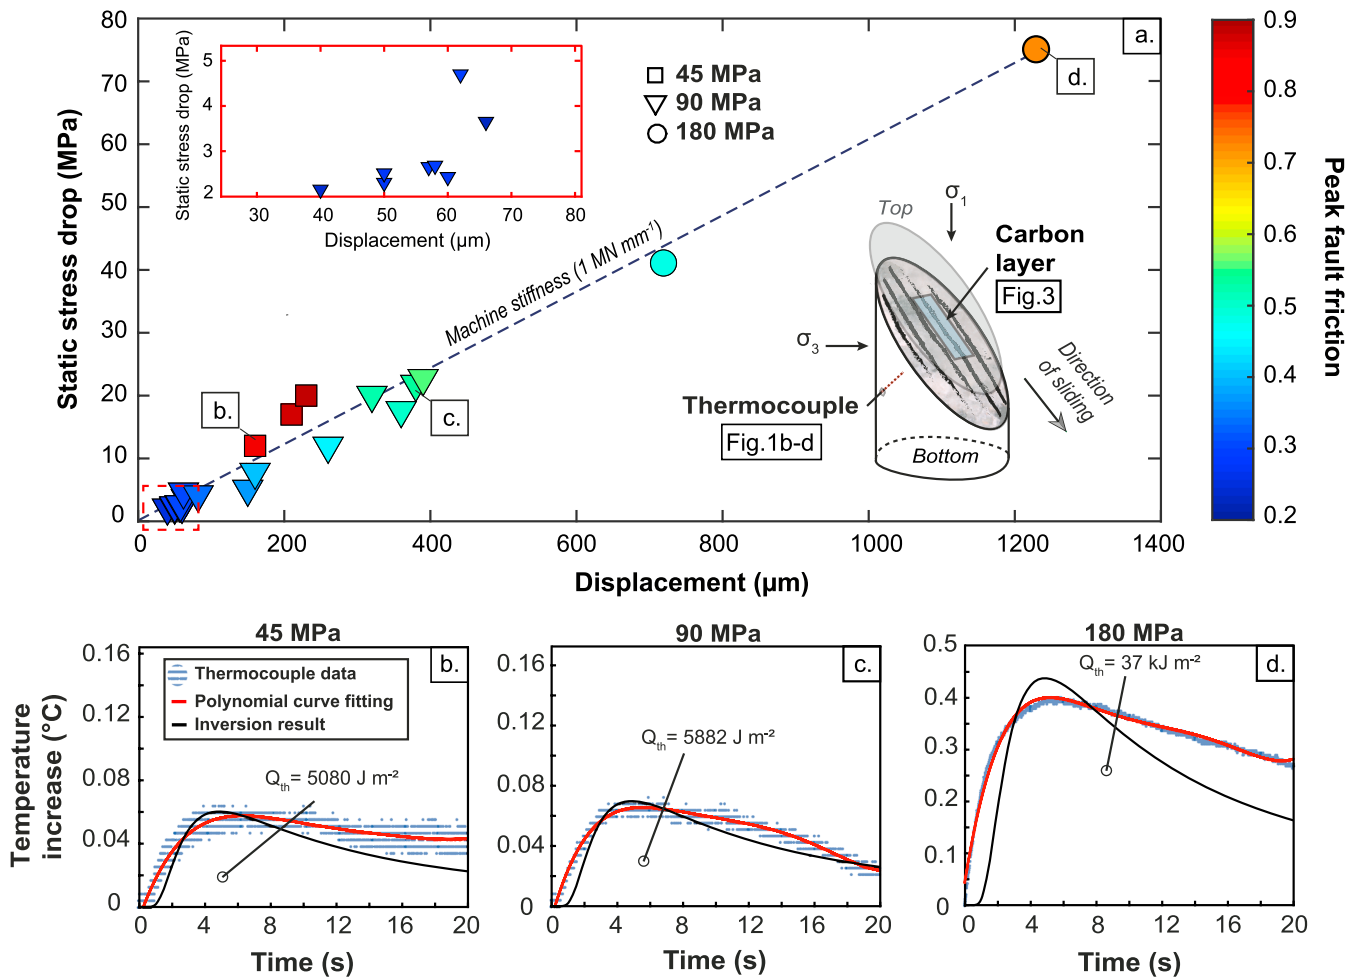 a.
80
70
60
50
40
30
20
10
0
Static stress drop (MPa)
0
200
400
600
800
1000
1200
1400
Displacement (µm)
5
4
3
2
Static stress drop (MPa)
30
40
50
60
70
80
Displacement (µm)
45 MPa
90 MPa
180 MPa
d.
b.
c.
Machine stiffness (1 MN mm⁻¹)
Top
σ₁
Carbon
layer
Fig.3
σ₃
Direction
of sliding
Thermocouple
Fig.1b-d
Bottom
0.9
0.8
0.7
0.6
0.5
0.4
0.3
0.2
Peak fault friction
45 MPa
b.
0.16
0.12
0.08
0.04
0
Temperature
increase (°C)
Thermocouple data
Polynomial curve fitting
Inversion result
Qth= 5080 J m⁻²
0
4
8
12
16
20
Time (s)
90 MPa
c.
0.16
0.12
0.08
0.04
0
Qth= 5882 J m⁻²
0
4
8
12
16
20
Time (s)
180 MPa
d.
0.5
0.4
0.3
0.2
0.1
0
Qth= 37 kJ m⁻²
0
4
8
12
16
20
Time (s)